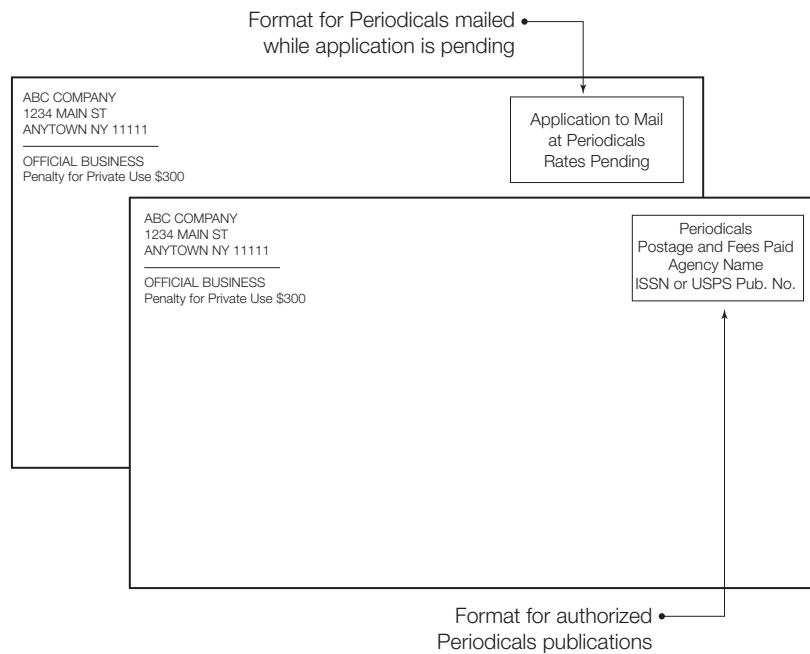 Format for Periodicals mailed
while application is pending
ABC COMPANY
1234 MAIN ST
ANYTOWN NY 11111
OFFICIAL BUSINESS
Penalty for Private Use $300
Application to Mail
at Periodicals
Rates Pending
ABC COMPANY
1234 MAIN ST
ANYTOWN NY 11111
OFFICIAL BUSINESS
Penalty for Private Use $300
Periodicals
Postage and Fees Paid
Agency Name
ISSN or USPS Pub. No.
Format for authorized
Periodicals publications